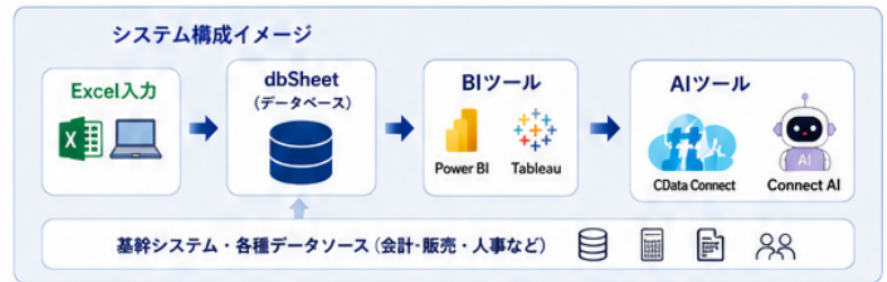 システム構成イメージ
Excel入力
dbSheet
(データベース)
BIツール
AIツール
X
Power BI
Tableau
CData Connect
AI
Connect AI
基幹システム・各種データソース (会計・販売・人事など)